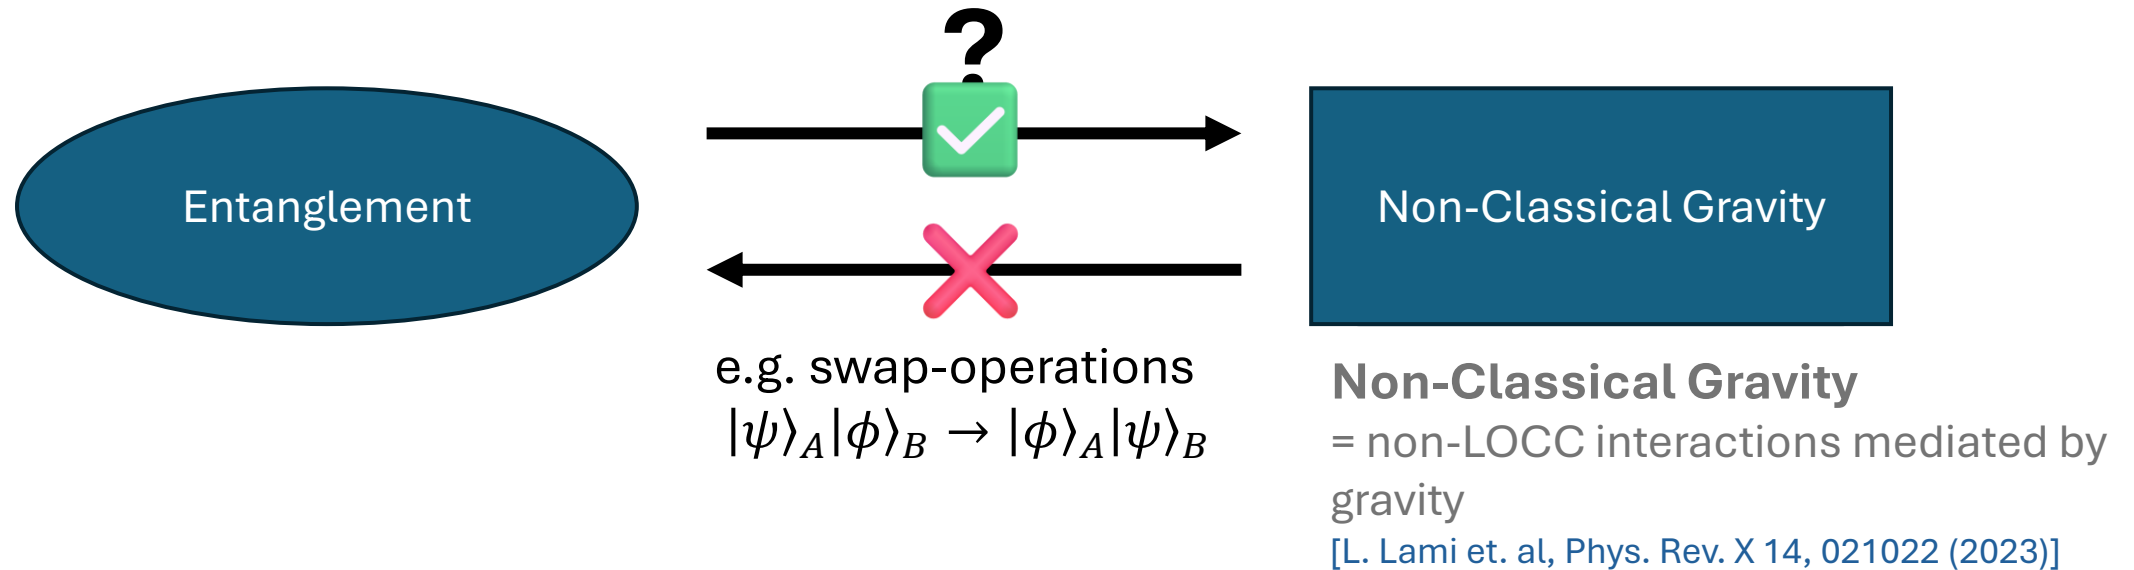 ?
Entanglement
Non-Classical Gravity
e.g. swap-operations
|ψ⟩_A|ϕ⟩_B → |ϕ⟩_A|ψ⟩_B
Non-Classical Gravity
= non-LOCC interactions mediated by
gravity
[L. Lami et. al, Phys. Rev. X 14, 021022 (2023)]